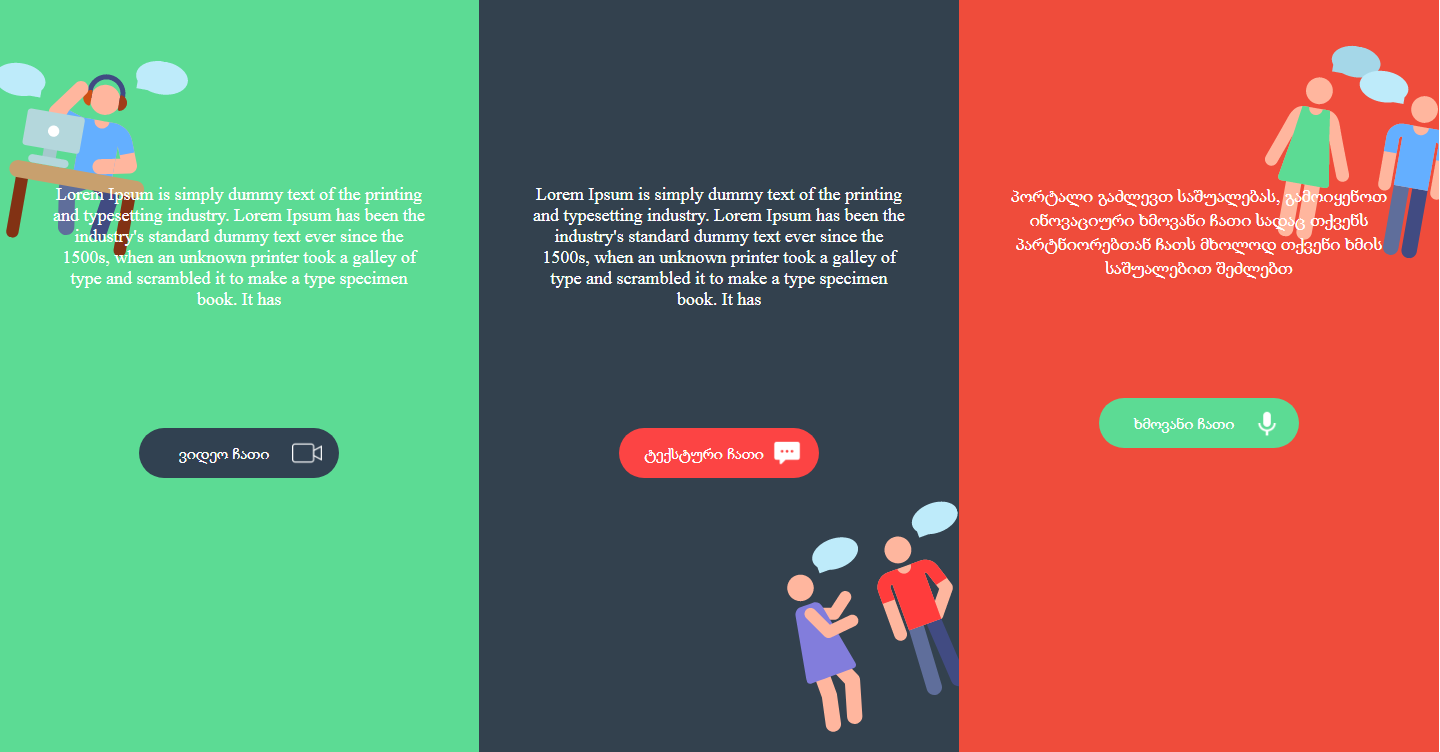 Lorem Ipsum is simply dummy text of the printing
and typesetting industry. Lorem Ipsum has been the
industry's standard dummy text ever since the
1500s, when an unknown printer took a galley of
type and scrambled it to make a type specimen
book. It has
ვიდეო ჩათი
Lorem Ipsum is simply dummy text of the printing
and typesetting industry. Lorem Ipsum has been the
industry's standard dummy text ever since the
1500s, when an unknown printer took a galley of
type and scrambled it to make a type specimen
book. It has
ტექსტური ჩათი
პორტალი გაძლევთ საშუალებას, გამოიყენოთ
ინოვაციური ხმოვანი ჩათი სადაც თქვენს
პარტნიორებთან ჩათს მხოლოდ თქვენი ხმის
საშუალებით შეძლებთ
ხმოვანი ჩათი